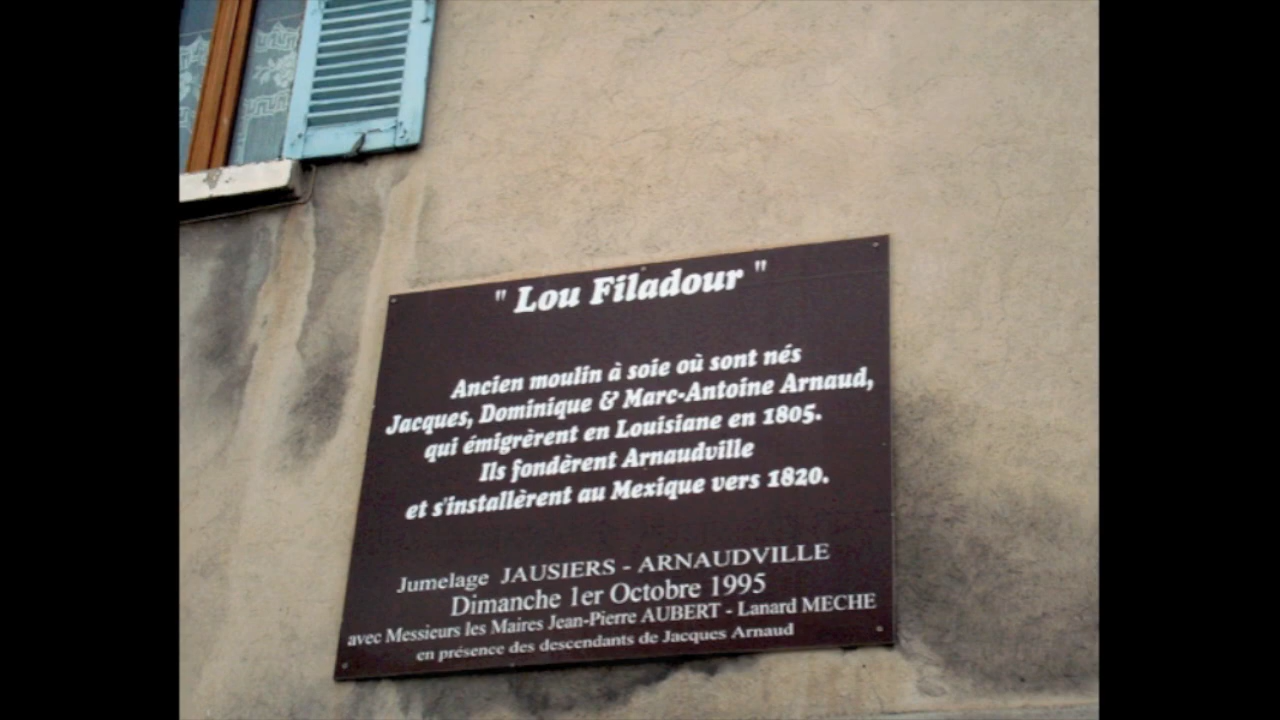 " Lou Filadour "
Ancien moulin à soie où sont nés
Jacques, Dominique & Marc-Antoine Arnaud,
qui émigrèrent en Louisiane en 1805.
Ils fondèrent Arnaudville
et s'installèrent au Mexique vers 1820.
Jumelage JAUSIERS - ARNAUDVILLE
Dimanche 1er Octobre 1995
avec Messieurs les Maires Jean-Pierre AUBERT - Lanard MECHE
en présence des descendants de Jacques Arnaud